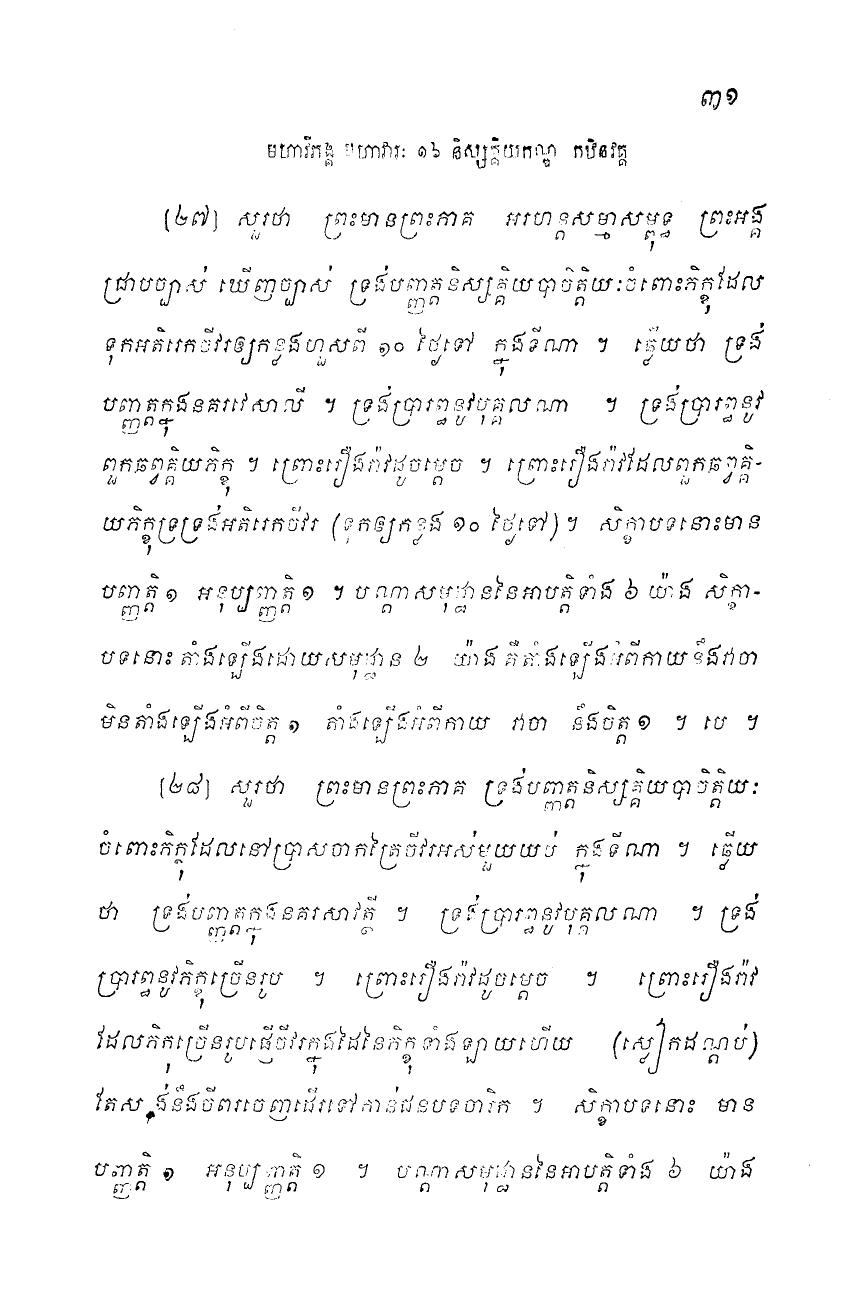 ៣១
មហាវិភង្គ មហាវារៈ ១៦ និស្សគ្គិយកណ្ឌ កឋិនវគ្គ
[២៧] សួរថា ព្រះមានព្រះភាគ អរហន្តសម្មាសម្ពុទ្ធ ព្រះអង្គ
ជ្រាបច្បាស់ ឃើញច្បាស់ ទ្រង់បញ្ញត្តនិស្សគ្គិយបាចិត្តិយៈចំពោះភិក្ខុដែល
ទុកអតិរេកចីវរឲ្យកន្លងហួសពី ១០ ថ្ងៃទៅ ក្នុងទីណា ។ ឆ្លើយថា ទ្រង់
បញ្ញត្តក្នុងនគរវេសាលី ។ ទ្រង់ប្រារព្ធនូវបុគ្គលណា ។ ទ្រង់ប្រារព្ធនូវ
ពួកឆព្វគ្គិយភិក្ខុ ។ ព្រោះរឿងរ៉ាវដូចម្តេច ។ ព្រោះរឿងរ៉ាវដែលពួកឆព្វគ្គិ-
យភិក្ខុទ្រទ្រង់អតិរេកចីវរ (ទុកឲ្យកន្លង ១០ ថ្ងៃទៅ) ។ សិក្ខាបទនោះមាន
បញ្ញត្តិ ១ អនុប្បញ្ញត្តិ ១ ។ បណ្តាសមុដ្ឋាននៃអាបត្តិទាំង ៦ យ៉ាង សិក្ខា-
បទនោះ តាំងឡើងដោយសមុដ្ឋាន ២ យ៉ាង គឺតាំងឡើងអំពីកាយនឹងវាចា
មិនតាំងឡើងអំពីចិត្ត ១ តាំងឡើងអំពីកាយ វាចា នឹងចិត្ត ១ ។ បេ ។
[២៨] សួរថា ព្រះមានព្រះភាគ ទ្រង់បញ្ញត្តនិស្សគ្គិយបាចិត្តិយៈ
ចំពោះភិក្ខុដែលនៅប្រាសចាកត្រៃចីវរអស់មួយយប់ ក្នុងទីណា ។ ឆ្លើយ
ថា ទ្រង់បញ្ញត្តក្នុងនគរសាវត្ថី ។ ទ្រង់ប្រារព្ធនូវបុគ្គលណា ។ ទ្រង់
ប្រារព្ធនូវភិក្ខុច្រើនរូប ។ ព្រោះរឿងរ៉ាវដូចម្តេច ។ ព្រោះរឿងរ៉ាវ
ដែលភិក្ខុច្រើនរូបផ្ញើចីវរក្នុងដៃនៃភិក្ខុទាំងឡាយហើយ (ស្លៀកដណ្តប់)
តែស្បង់នឹងចីពរចេញដើរទៅកាន់ជនបទចារិក ។ សិក្ខាបទនោះ មាន
បញ្ញត្តិ ១ អនុប្បញ្ញត្តិ ១ ។ បណ្តាសមុដ្ឋាននៃអាបត្តិទាំង ៦ យ៉ាង